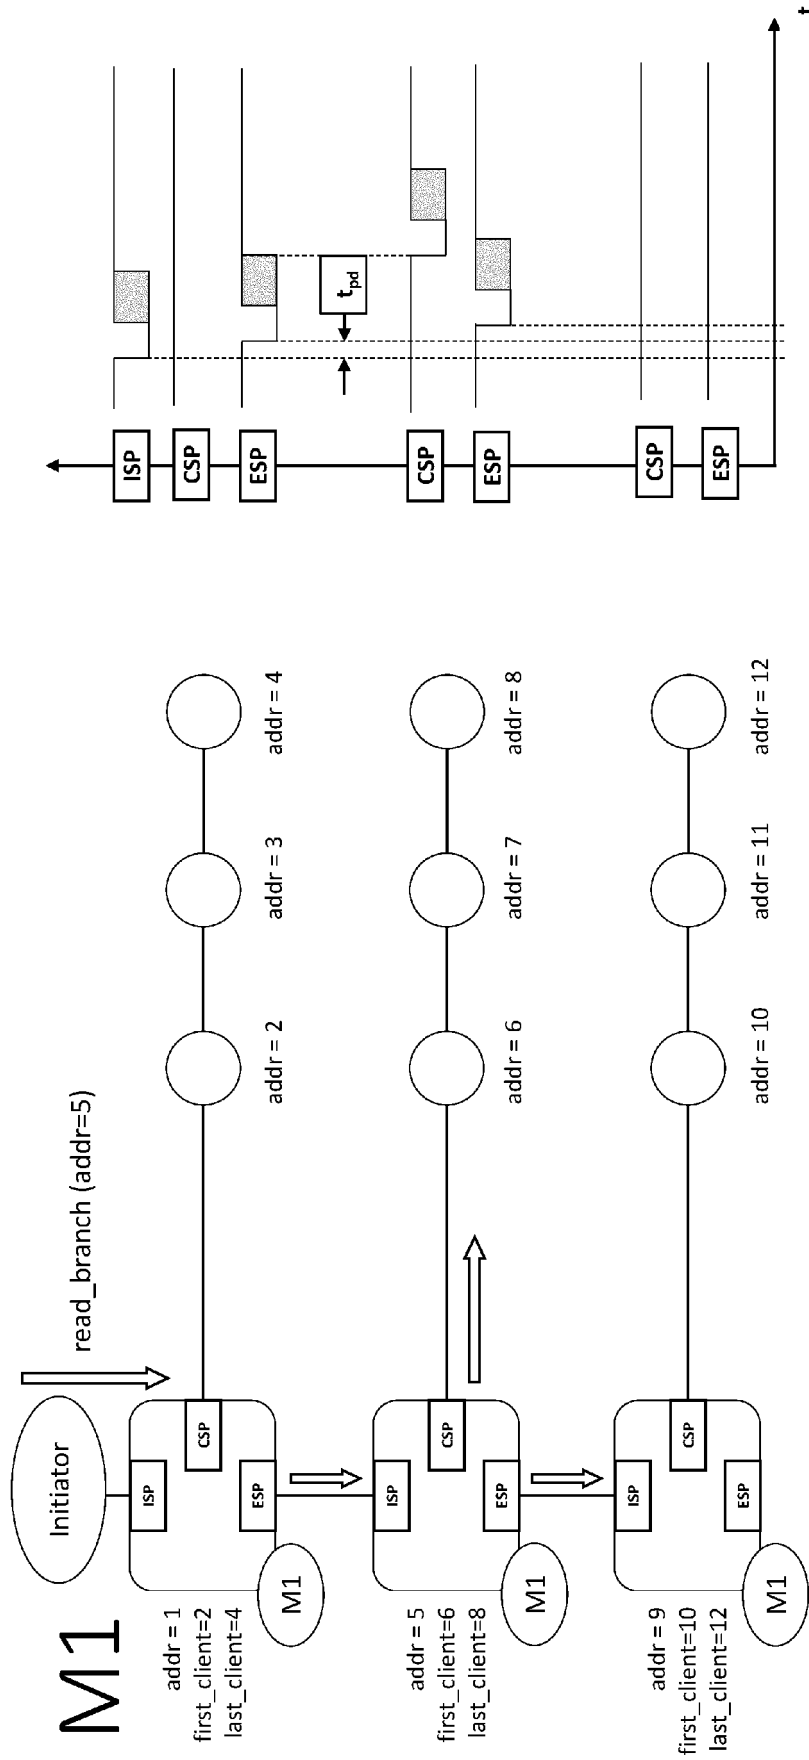 M1
Initiator
read_branch (addr=5)
ISP
CSP
ESP
M1
addr = 1
first_client=2
last_client=4
addr = 2
addr = 3
addr = 4
ISP
CSP
ESP
M1
addr = 5
first_client=6
last_client=8
addr = 6
addr = 7
addr = 8
ISP
CSP
ESP
M1
addr = 9
first_client=10
last_client=12
addr = 10
addr = 11
addr = 12
ISP
CSP
ESP
tpd
CSP
ESP
CSP
ESP
t